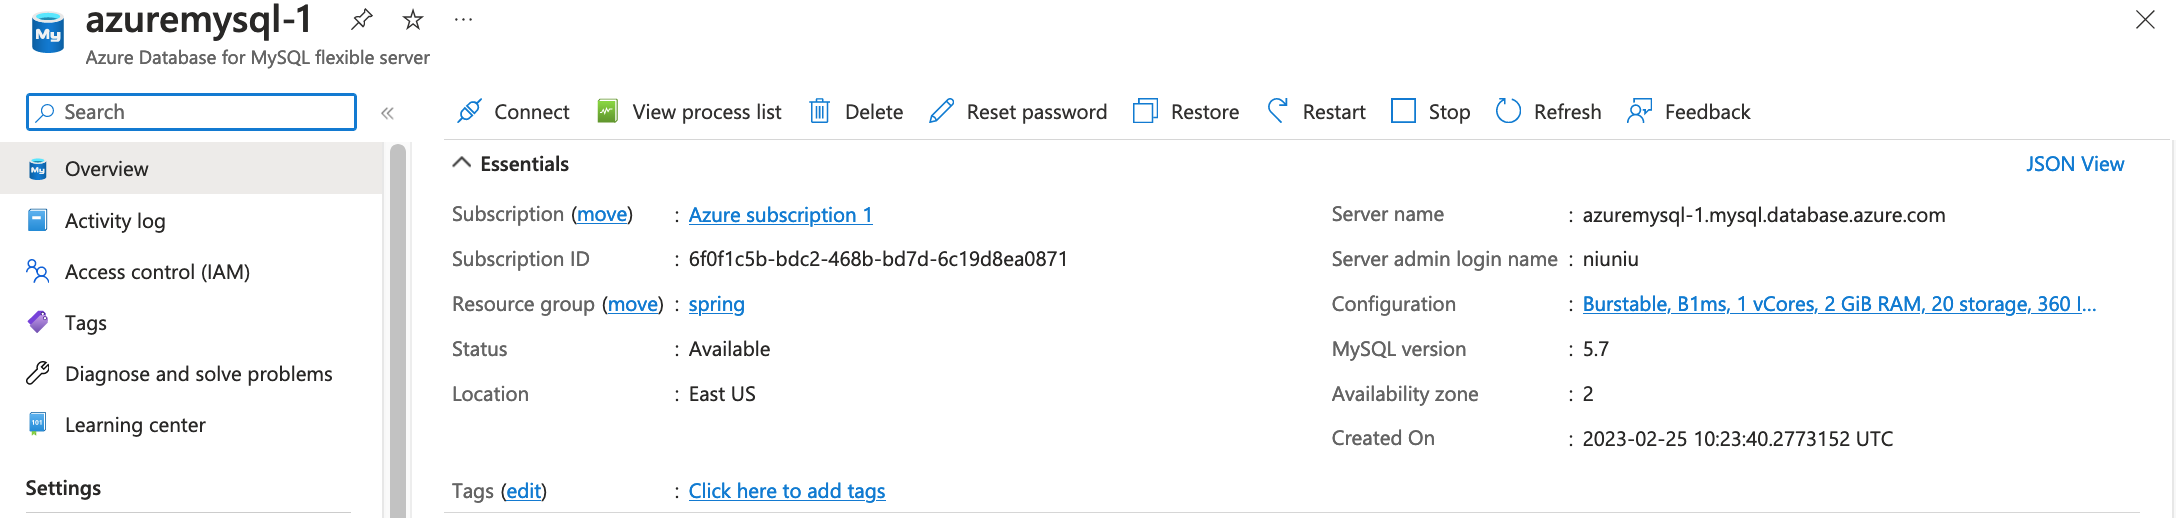 azuremysql-1
Azure Database for MySQL flexible server
Search
Connect View process list Delete Reset password Restore Restart Stop Refresh Feedback
Overview
Activity log
Access control (IAM)
Tags
Diagnose and solve problems
Learning center
Settings
Essentials JSON View
Subscription (move) : Azure subscription 1
Subscription ID : 6f0f1c5b-bdc2-468b-bd7d-6c19d8ea0871
Resource group (move) : spring
Status : Available
Location : East US
Server name : azuremysql-1.mysql.database.azure.com
Server admin login name : niuniu
Configuration : Burstable, B1ms, 1 vCores, 2 GiB RAM, 20 storage, 360 I...
MySQL version : 5.7
Availability zone : 2
Created On : 2023-02-25 10:23:40.2773152 UTC
Tags (edit) : Click here to add tags